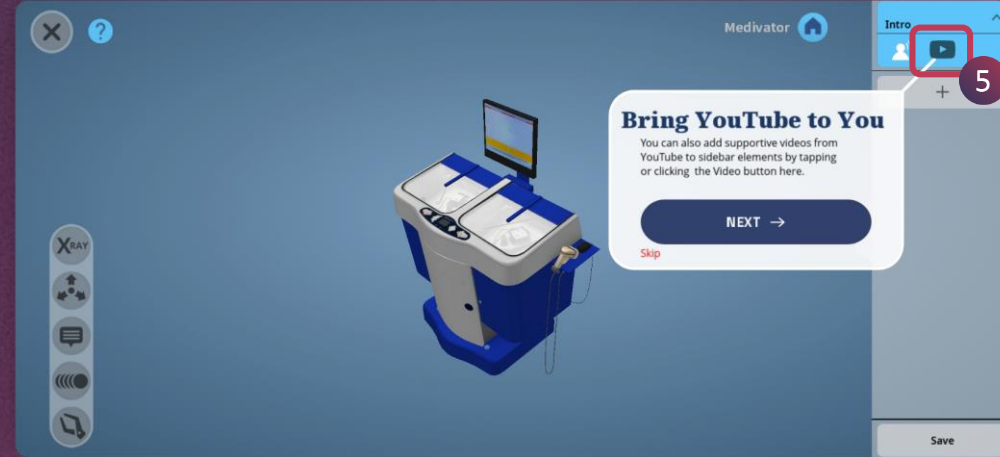 ?
Medivator
Intro
5
Bring YouTube to You
You can also add supportive videos from
YouTube to sidebar elements by tapping
or clicking the Video button here.
NEXT →
Skip
XRAY
Save